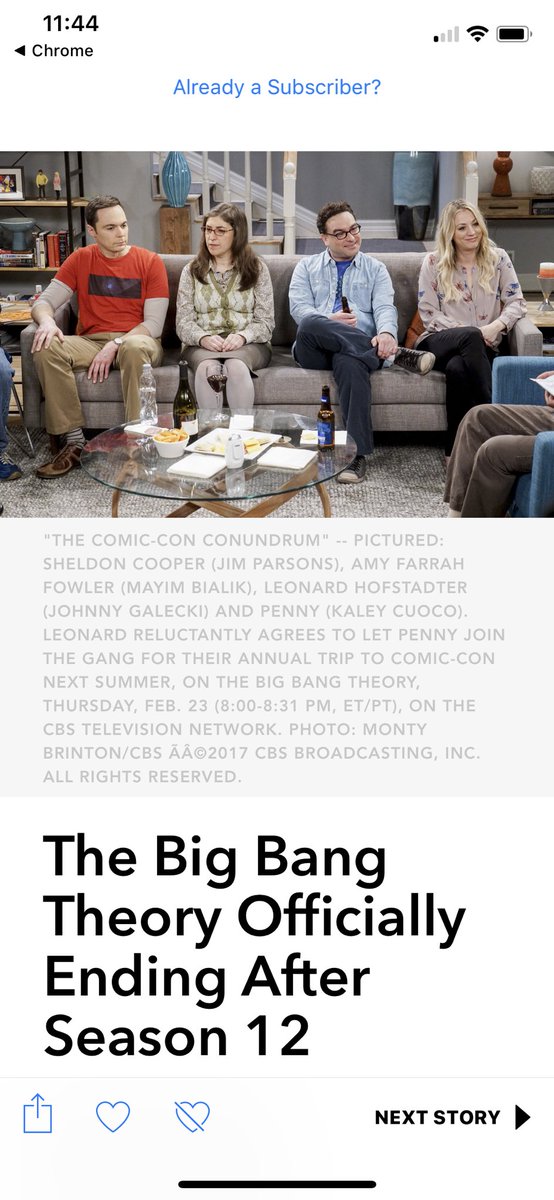 11:44
◀ Chrome
Already a Subscriber?
"THE COMIC-CON CONUNDRUM" -- PICTURED:
SHELDON COOPER (JIM PARSONS), AMY FARRAH
FOWLER (MAYIM BIALIK), LEONARD HOFSTADTER
(JOHNNY GALECKI) AND PENNY (KALEY CUOCO).
LEONARD RELUCTANTLY AGREES TO LET PENNY JOIN
THE GANG FOR THEIR ANNUAL TRIP TO COMIC-CON
NEXT SUMMER, ON THE BIG BANG THEORY,
THURSDAY, FEB. 23 (8:00-8:31 PM, ET/PT), ON THE
CBS TELEVISION NETWORK. PHOTO: MONTY
BRINTON/CBS ÃÂ©2017 CBS BROADCASTING, INC.
ALL RIGHTS RESERVED.
The Big Bang
Theory Officially
Ending After
Season 12
NEXT STORY